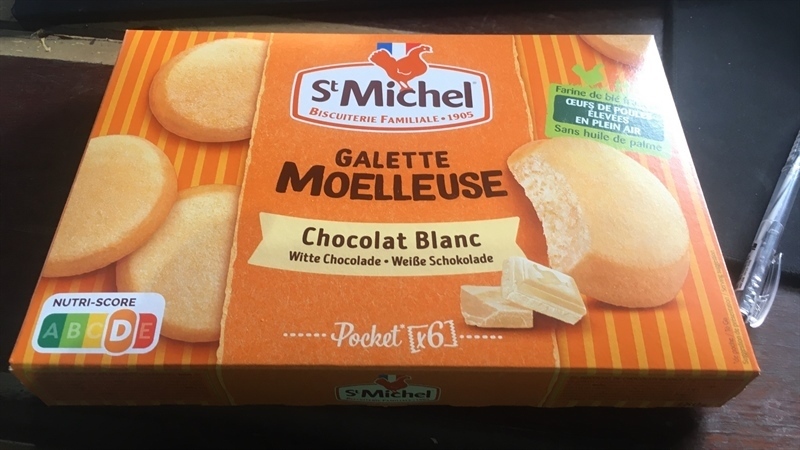 St Michel
BISCUITERIE FAMILIALE • 1905
GALETTE
MOELLEUSE
Chocolat Blanc
Witte Chocolade • Weiße Schokolade
Pocket x6
Farine de blé
ŒUFS DE POULES
ÉLEVÉES
EN PLEIN AIR
Sans huile de palme
NUTRI-SCORE
A B C D E
St Michel